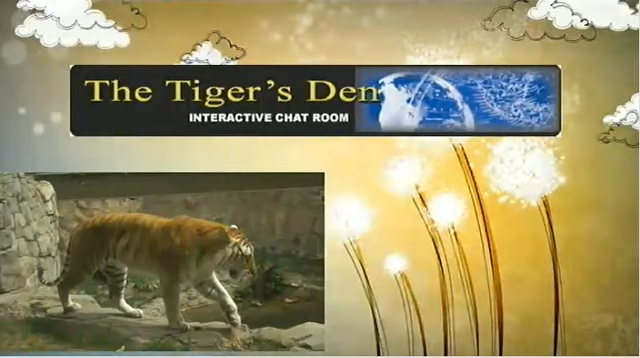 The Tiger's Den
INTERACTIVE CHAT ROOM